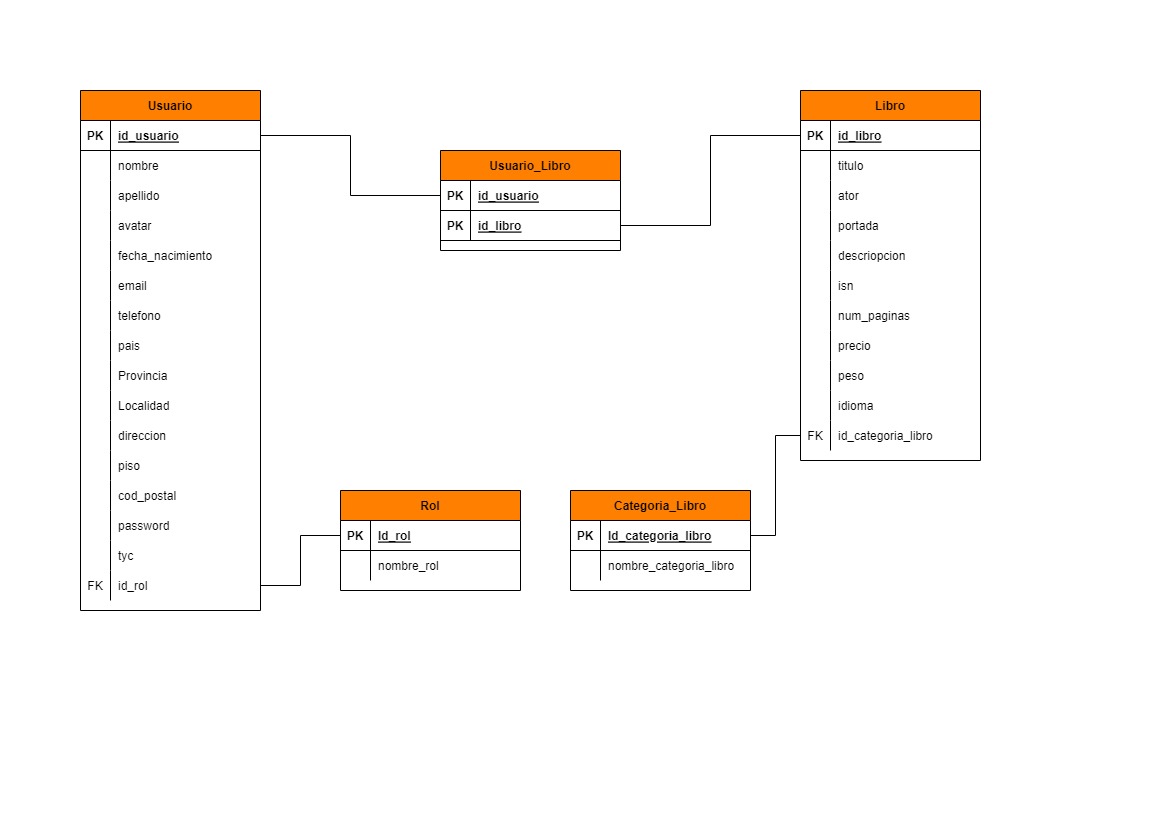 Usuario
PK id_usuario
nombre
apellido
avatar
fecha_nacimiento
email
telefono
pais
Provincia
Localidad
direccion
piso
cod_postal
password
tyc
FK id_rol
Usuario_Libro
PK id_usuario
PK id_libro
Libro
PK id_libro
titulo
ator
portada
descriopcion
isn
num_paginas
precio
peso
idioma
FK id_categoria_libro
Rol
PK Id_rol
nombre_rol
Categoria_Libro
PK Id_categoria_libro
nombre_categoria_libro